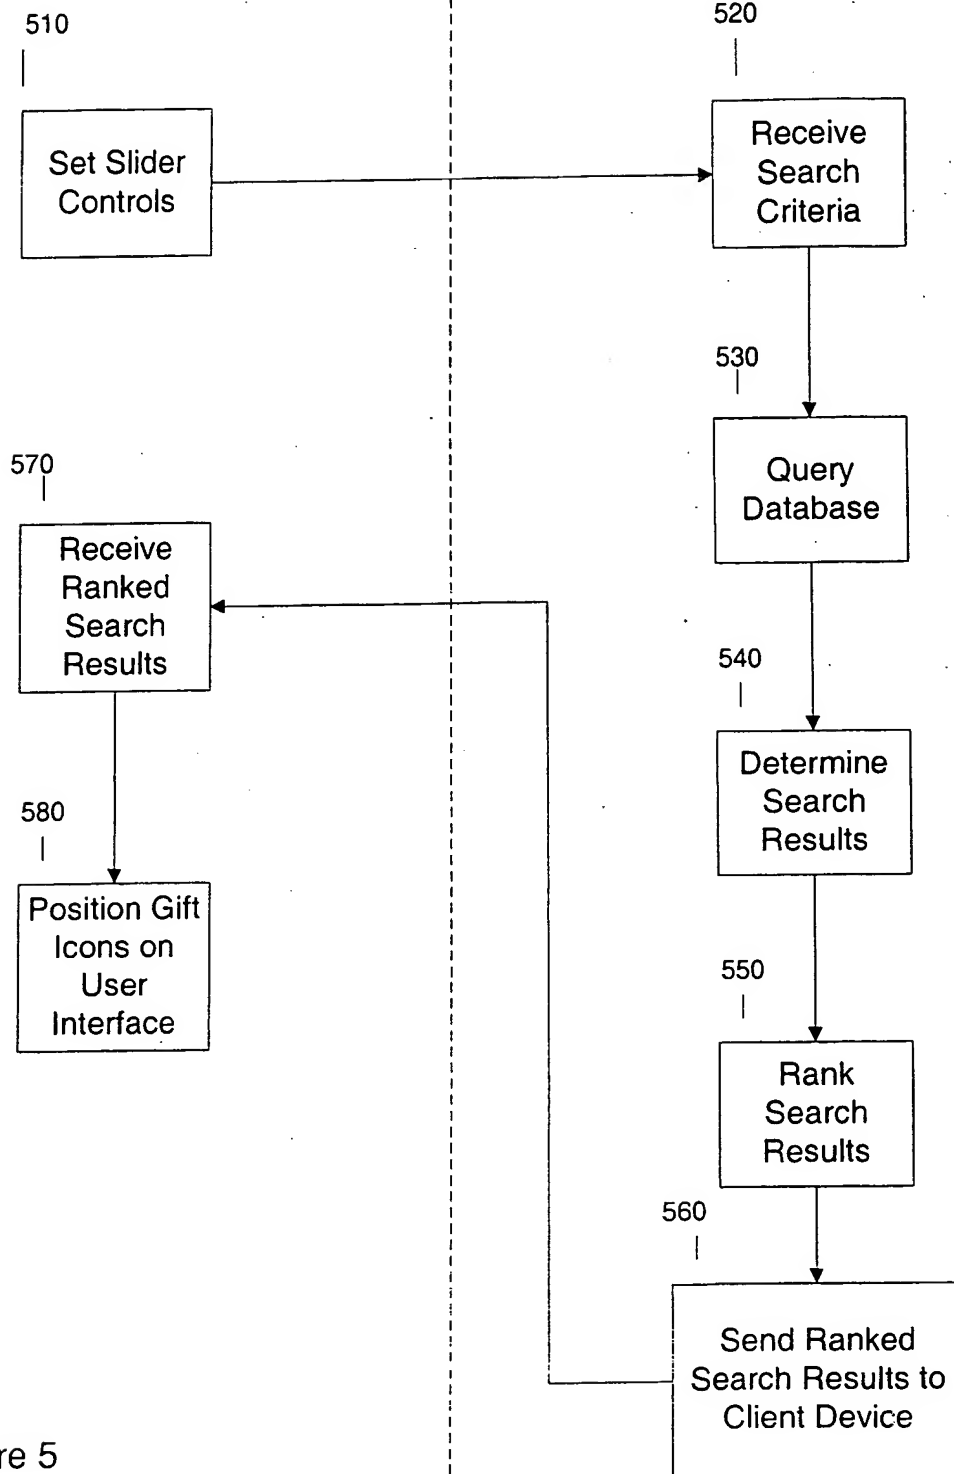 510
Set Slider
Controls
520
Receive
Search
Criteria
530
Query
Database
540
Determine
Search
Results
550
Rank
Search
Results
560
Send Ranked
Search Results to
Client Device
570
Receive
Ranked
Search
Results
580
Position Gift
Icons on
User
Interface
re 5